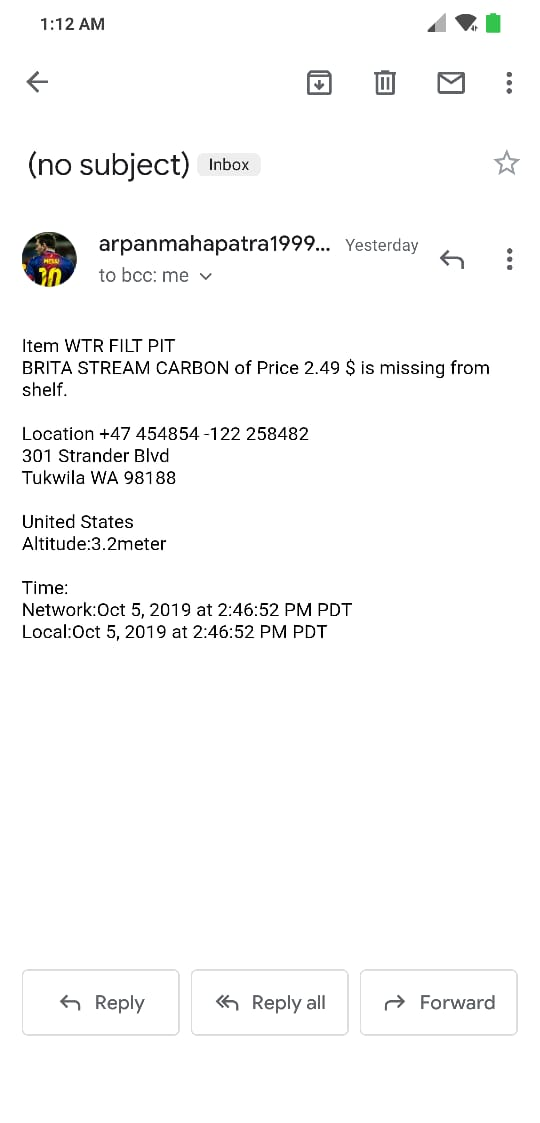 1:12 AM
(no subject) Inbox
arpanmahapatra1999... Yesterday
to bcc: me
MESSI
10
Item WTR FILT PIT
BRITA STREAM CARBON of Price 2.49 $ is missing from
shelf.
Location +47 454854 -122 258482
301 Strander Blvd
Tukwila WA 98188
United States
Altitude:3.2meter
Time:
Network:Oct 5, 2019 at 2:46:52 PM PDT
Local:Oct 5, 2019 at 2:46:52 PM PDT
Reply Reply all Forward